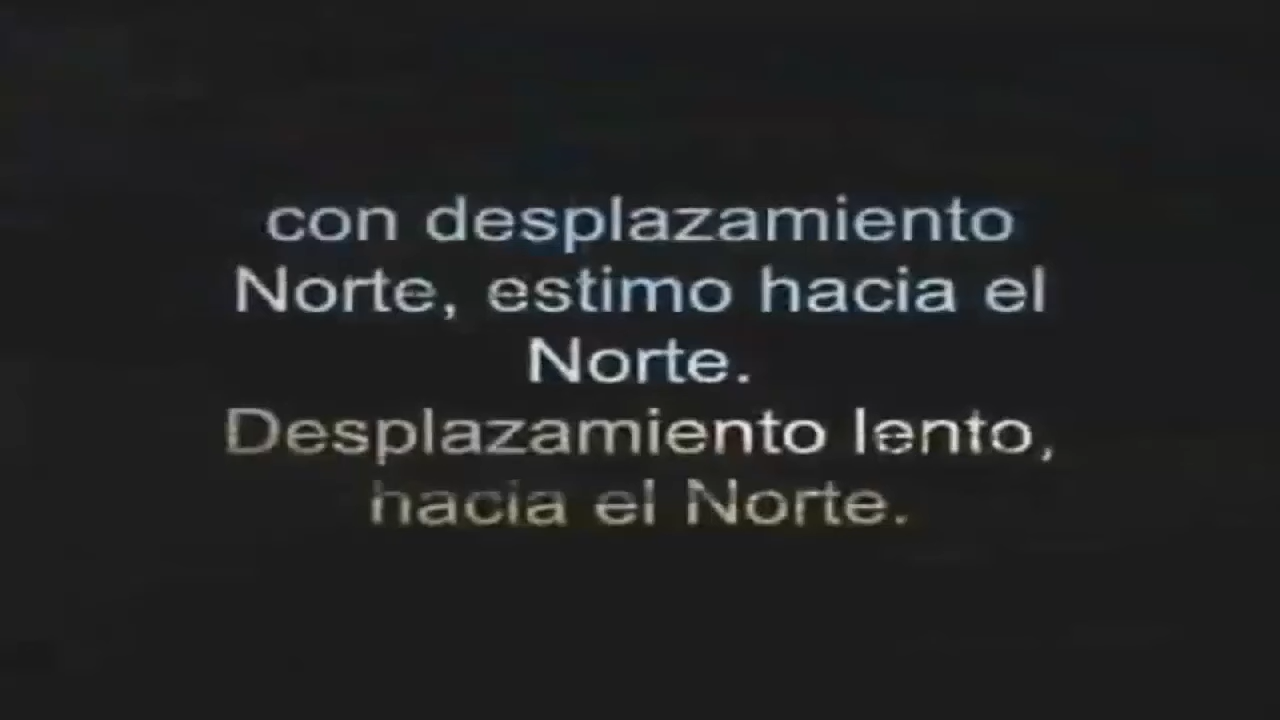 con desplazamiento
Norte, estimo hacia el
Norte.
Desplazamiento lento,
hacia el Norte.